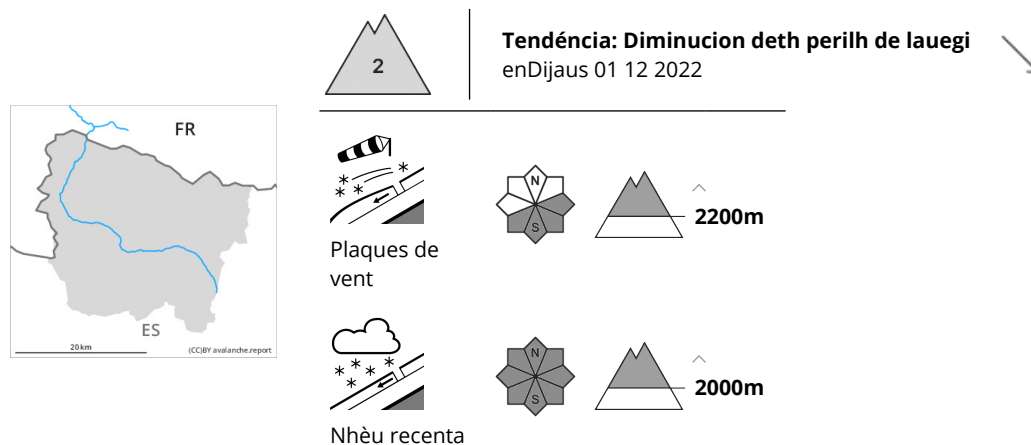 2
Tendéncia: Diminucion deth perilh de lauegi
enDijaus 01 12 2022
FR
ES
20 km
(CC)BY avalanche.report
N
S
2200m
Plaques de
vent
N
S
2000m
Nhèu recenta